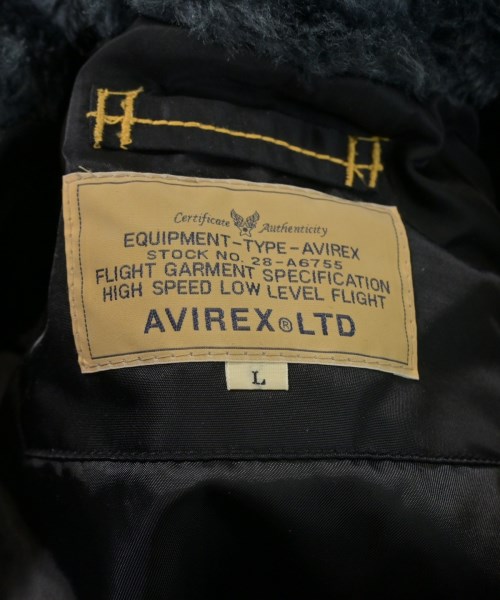 Certificate Authenticity
EQUIPMENT-TYPE-AVIREX
STOCK NO. 28-A6755
FLIGHT GARMENT SPECIFICATION
HIGH SPEED LOW LEVEL FLIGHT
AVIREX® LTD
L